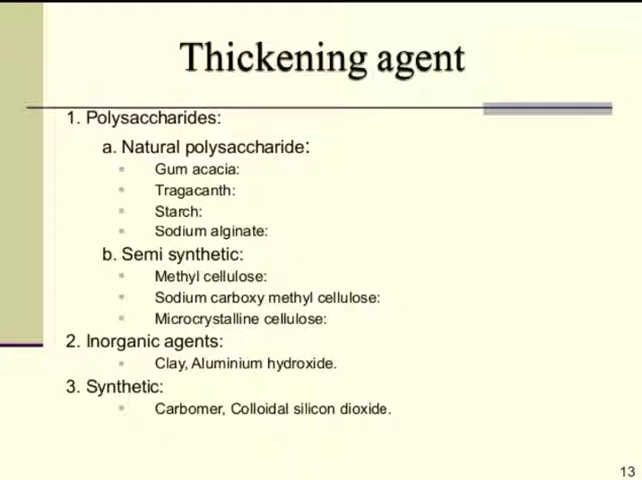 Thickening agent
1. Polysaccharides:
a. Natural polysaccharide:
Gum acacia:
Tragacanth:
Starch:
Sodium alginate:
b. Semi synthetic:
Methyl cellulose:
Sodium carboxy methyl cellulose:
Microcrystalline cellulose:
2. Inorganic agents:
Clay, Aluminium hydroxide.
3. Synthetic:
Carbomer, Colloidal silicon dioxide.
13